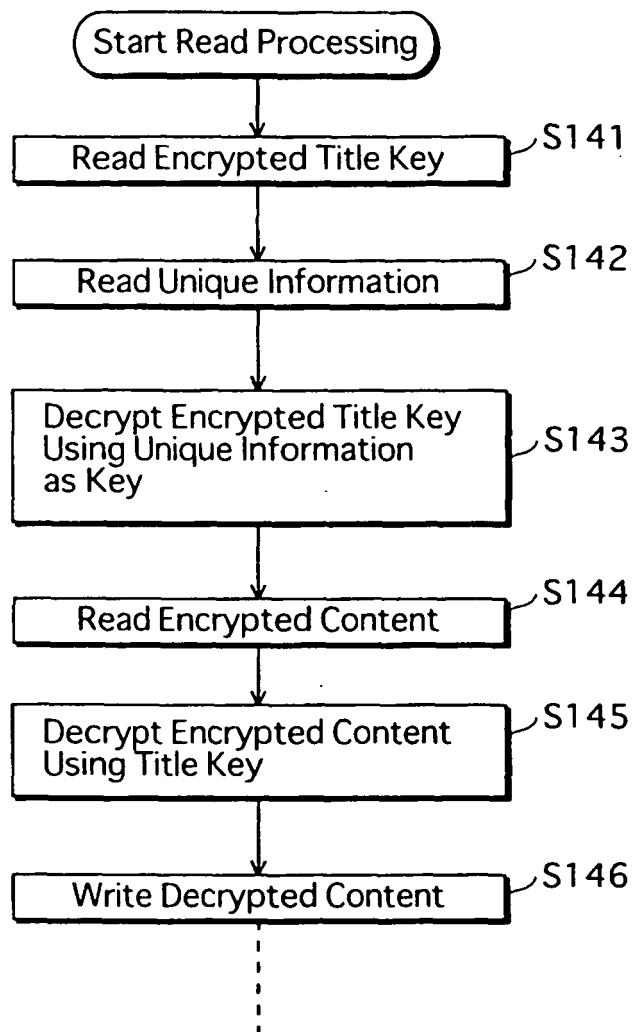 Start Read Processing
S141
Read Encrypted Title Key
S142
Read Unique Information
Decrypt Encrypted Title Key
Using Unique Information
as Key
S143
S144
Read Encrypted Content
S145
Decrypt Encrypted Content
Using Title Key
S146
Write Decrypted Content